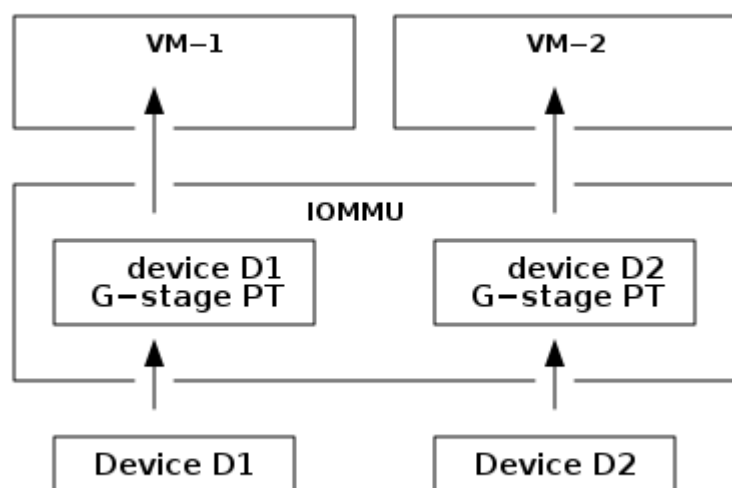 VM−1
VM−2
IOMMU
device D1
G−stage PT
device D2
G−stage PT
Device D1
Device D2